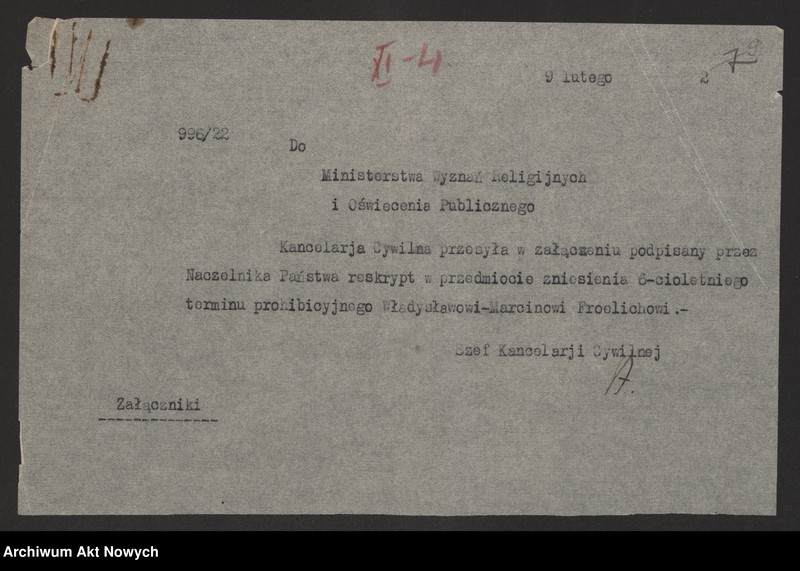 XI-4.
9 lutego 2
79
996/22
Do
Ministerstwa Wyznań Religijnych
i Oświecenia Publicznego
Kancelarja Cywilna przesyła w załączeniu podpisany przez
Naczelnika Państwa reskrypt w przedmiocie zniesienia 6-cioletniego
terminu prohibicyjnego Władysławowi-Marcinowi Froelichowi.-
Szef Kancelarji Cywilnej
Załączniki
Archiwum Akt Nowych